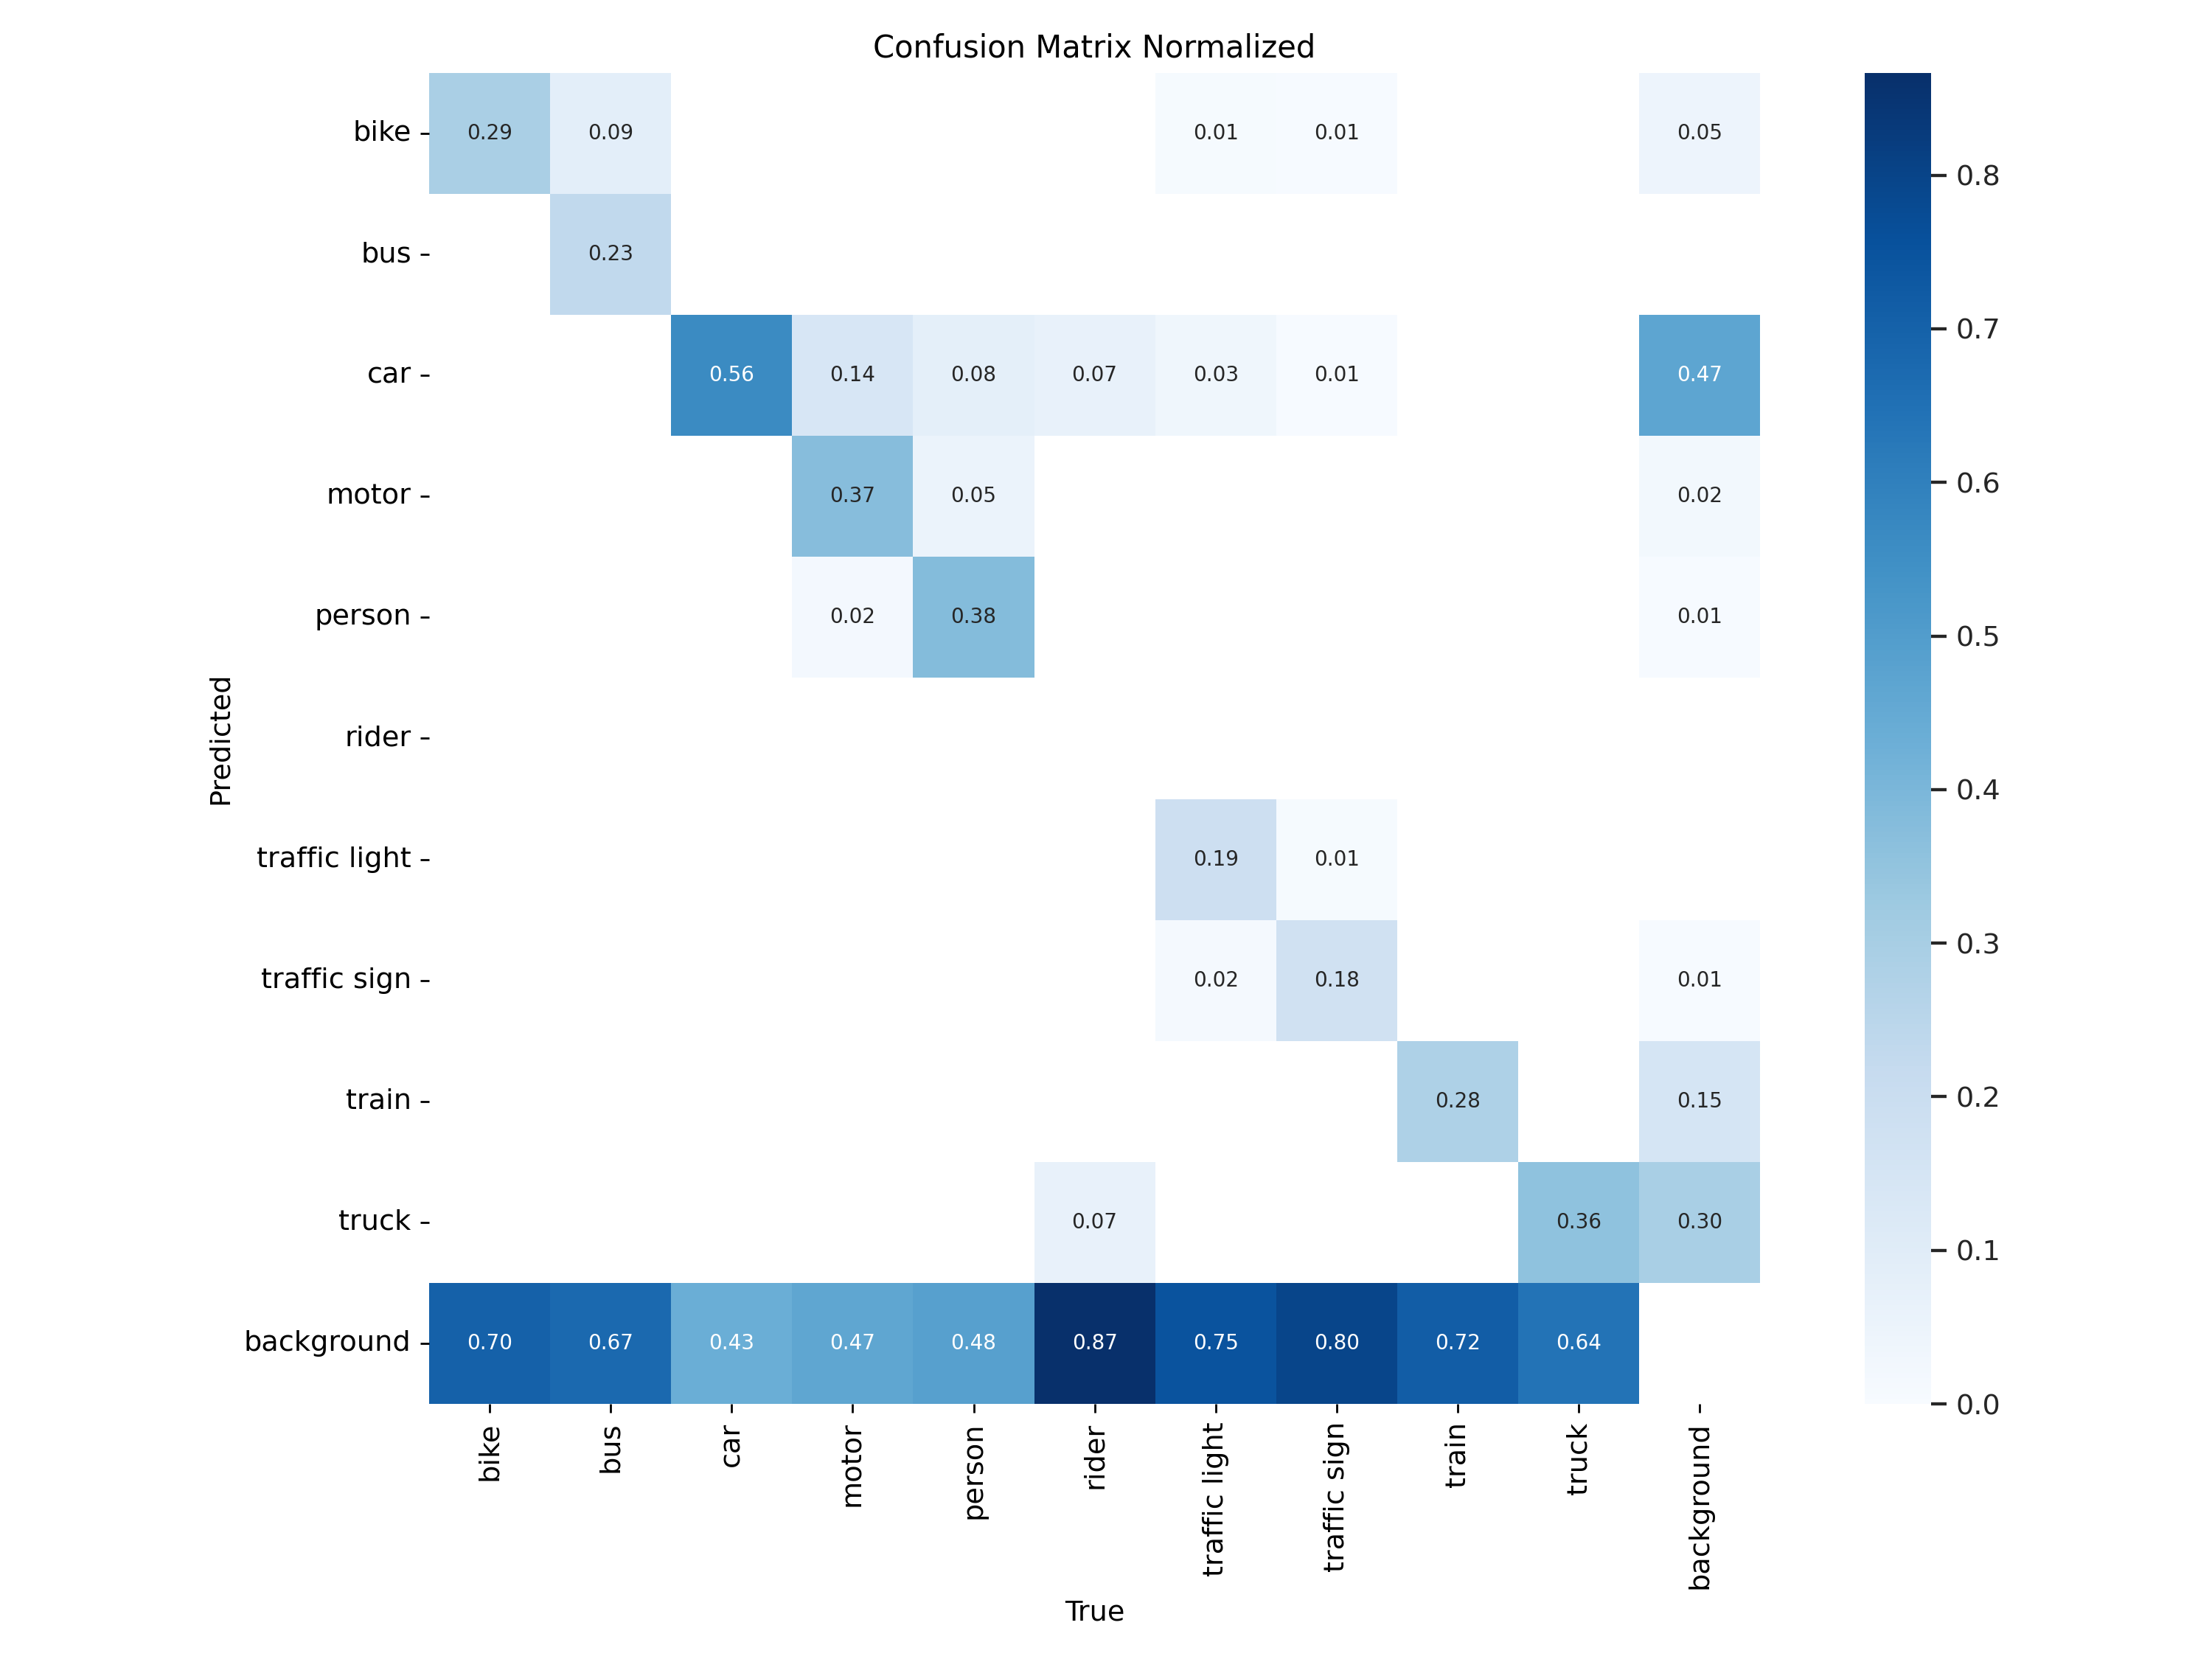 Confusion Matrix Normalized
bike 0.29 0.09 0.01 0.01 0.05
bus 0.23
car 0.56 0.14 0.08 0.07 0.03 0.01 0.47
motor 0.37 0.05 0.02
person 0.02 0.38 0.01
rider
traffic light 0.19 0.01
traffic sign 0.02 0.18 0.01
train 0.28 0.15
truck 0.07 0.36 0.30
background 0.70 0.67 0.43 0.47 0.48 0.87 0.75 0.80 0.72 0.64
Predicted
bike bus car motor person rider traffic light traffic sign train truck background
True
0.8
0.7
0.6
0.5
0.4
0.3
0.2
0.1
0.0